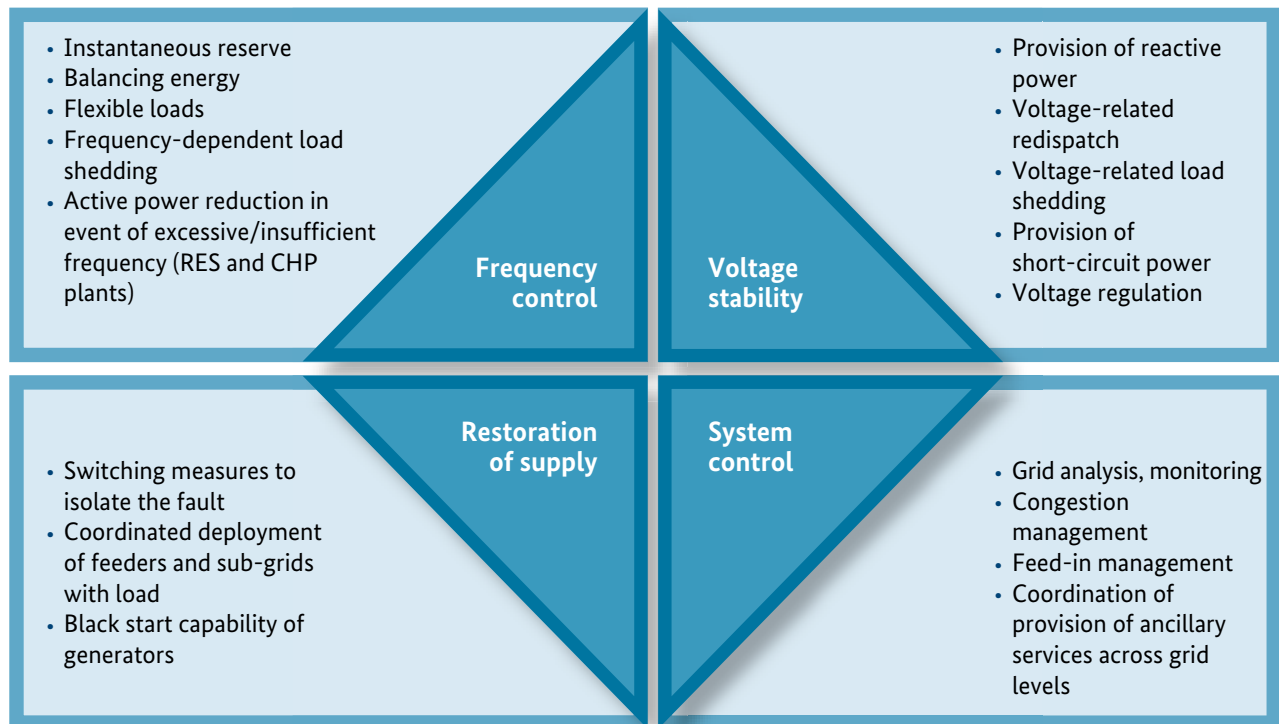 • Instantaneous reserve
• Balancing energy
• Flexible loads
• Frequency-dependent load
shedding
• Active power reduction in
event of excessive/insufficient
frequency (RES and CHP
plants)
Frequency
control
Voltage
stability
• Provision of reactive
power
• Voltage-related
redispatch
• Voltage-related load
shedding
• Provision of
short-circuit power
• Voltage regulation
Restoration
of supply
• Switching measures to
isolate the fault
• Coordinated deployment
of feeders and sub-grids
with load
• Black start capability of
generators
System
control
• Grid analysis, monitoring
• Congestion
management
• Feed-in management
• Coordination of
provision of ancillary
services across grid
levels